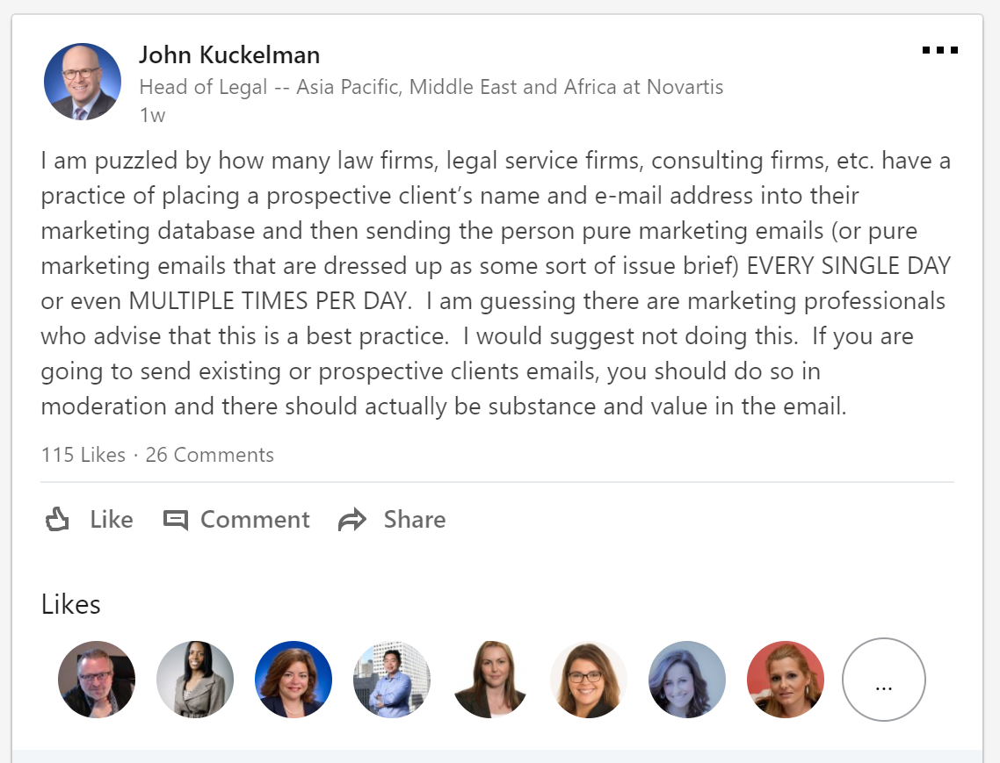 John Kuckelman
Head of Legal -- Asia Pacific, Middle East and Africa at Novartis
1w
I am puzzled by how many law firms, legal service firms, consulting firms, etc. have a
practice of placing a prospective client’s name and e-mail address into their
marketing database and then sending the person pure marketing emails (or pure
marketing emails that are dressed up as some sort of issue brief) EVERY SINGLE DAY
or even MULTIPLE TIMES PER DAY.  I am guessing there are marketing professionals
who advise that this is a best practice.  I would suggest not doing this.  If you are
going to send existing or prospective clients emails, you should do so in
moderation and there should actually be substance and value in the email.
115 Likes · 26 Comments
Like Comment Share
Likes
...